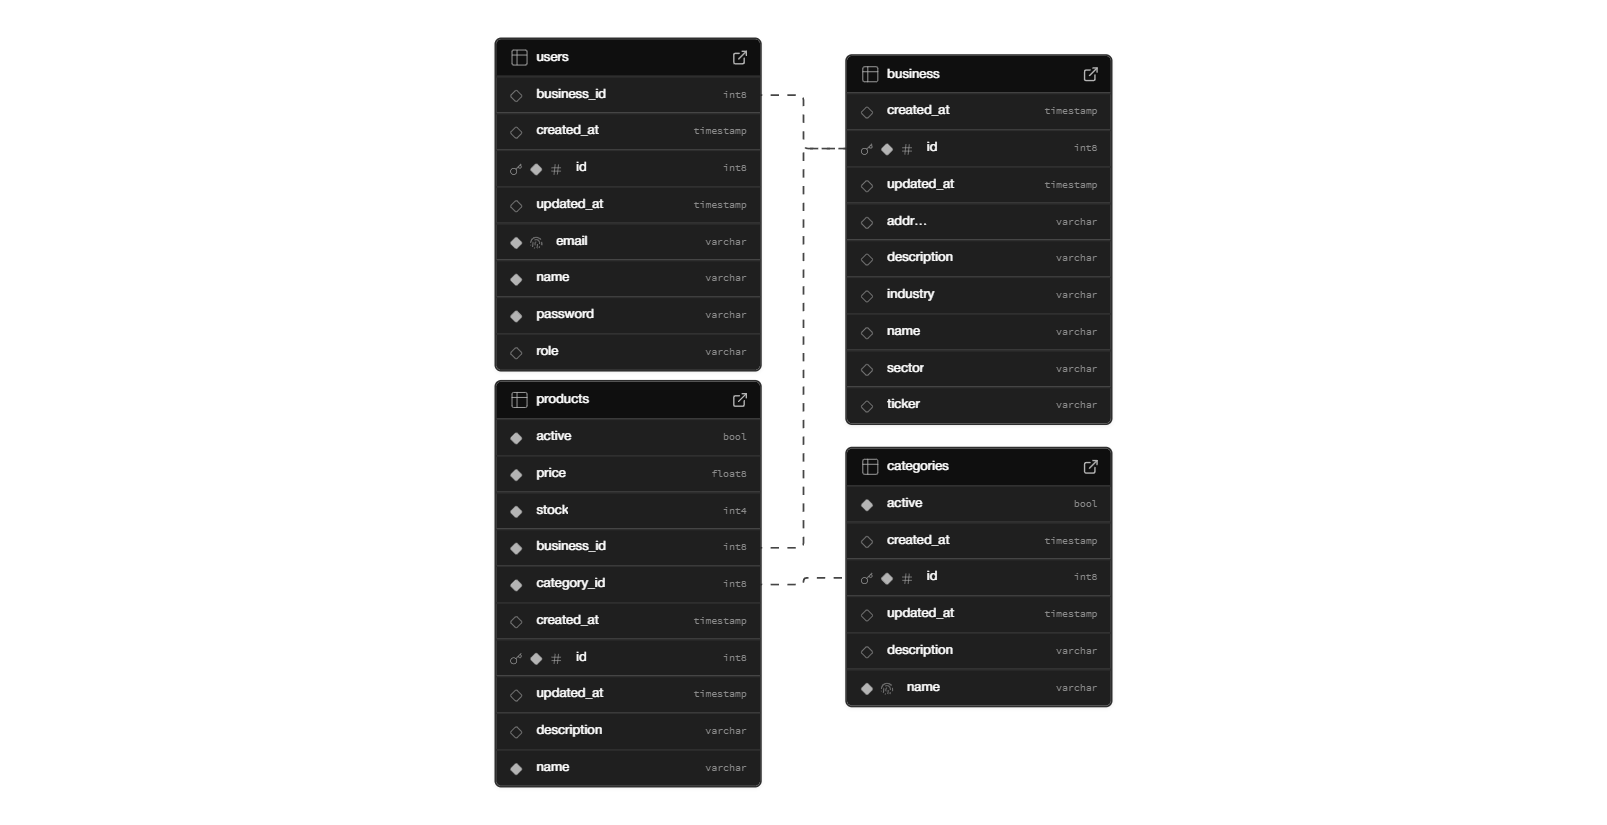 users
business_id int8
created_at timestamp
# id int8
updated_at timestamp
email varchar
name varchar
password varchar
role varchar
products
active bool
price float8
stock int4
business_id int8
category_id int8
created_at timestamp
# id int8
updated_at timestamp
description varchar
name varchar
business
created_at timestamp
# id int8
updated_at timestamp
addr... varchar
description varchar
industry varchar
name varchar
sector varchar
ticker varchar
categories
active bool
created_at timestamp
# id int8
updated_at timestamp
description varchar
name varchar